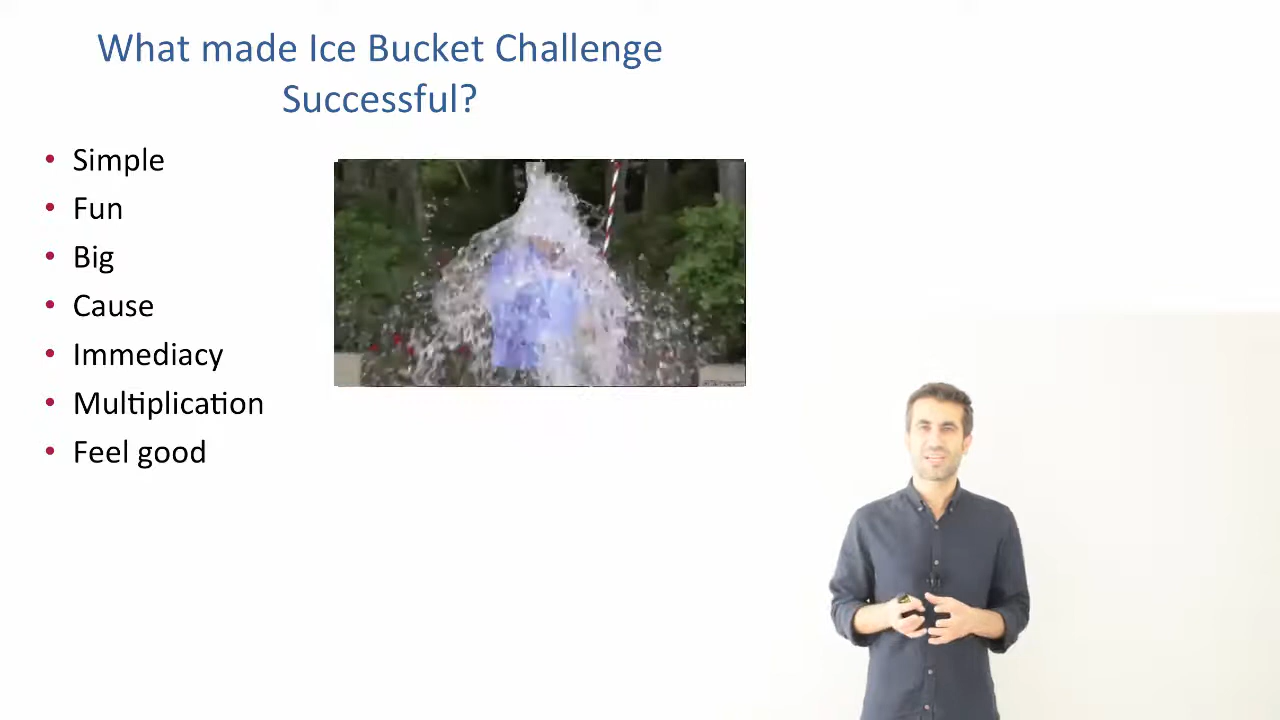 What made Ice Bucket Challenge
Successful?
• Simple
• Fun
• Big
• Cause
• Immediacy
• Multiplication
• Feel good